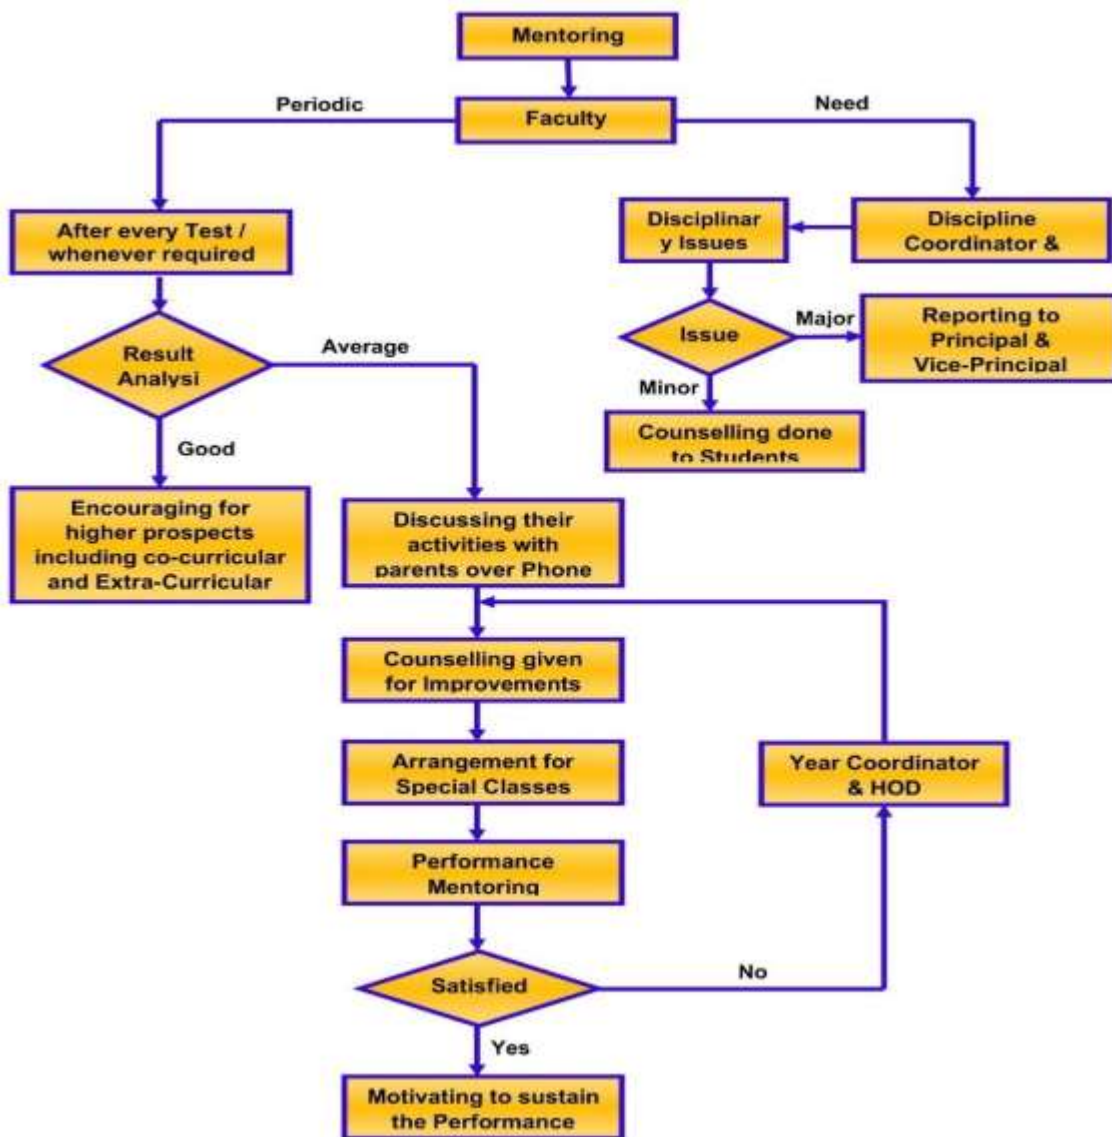 Mentoring
Periodic
Need
Faculty
After every Test /
whenever required
Disciplinar
y Issues
Discipline
Coordinator &
Result
Analysi
Average
Issue
Major
Reporting to
Principal &
Vice-Principal
Minor
Good
Counselling done
to Students
Encouraging for
higher prospects
including co-curricular
and Extra-Curricular
Discussing their
activities with
parents over Phone
Counselling given
for Improvements
Arrangement for
Special Classes
Year Coordinator
& HOD
Performance
Mentoring
Satisfied
No
Yes
Motivating to sustain
the Performance